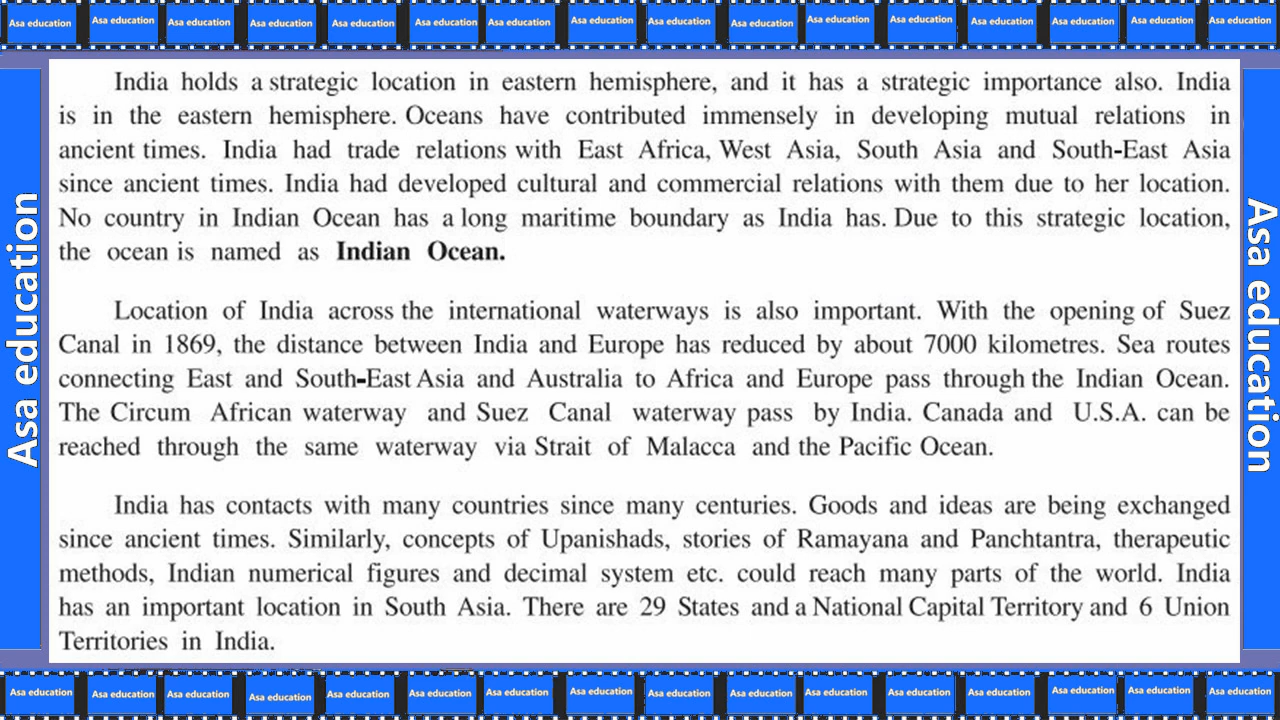 Asa education Asa education Asa education Asa education Asa education Asa education Asa education Asa education Asa education Asa education Asa education Asa education Asa education Asa education Asa education Asa education
Asa education
India holds a strategic location in eastern hemisphere, and it has a strategic importance also. India
is in the eastern hemisphere. Oceans have contributed immensely in developing mutual relations in
ancient times. India had trade relations with East Africa, West Asia, South Asia and South-East Asia
since ancient times. India had developed cultural and commercial relations with them due to her location.
No country in Indian Ocean has a long maritime boundary as India has. Due to this strategic location,
the ocean is named as Indian Ocean.
Location of India across the international waterways is also important. With the opening of Suez
Canal in 1869, the distance between India and Europe has reduced by about 7000 kilometres. Sea routes
connecting East and South-East Asia and Australia to Africa and Europe pass through the Indian Ocean.
The Circum African waterway and Suez Canal waterway pass by India. Canada and U.S.A. can be
reached through the same waterway via Strait of Malacca and the Pacific Ocean.
India has contacts with many countries since many centuries. Goods and ideas are being exchanged
since ancient times. Similarly, concepts of Upanishads, stories of Ramayana and Panchtantra, therapeutic
methods, Indian numerical figures and decimal system etc. could reach many parts of the world. India
has an important location in South Asia. There are 29 States and a National Capital Territory and 6 Union
Territories in India.
Asa education
Asa education Asa education Asa education Asa education Asa education Asa education Asa education Asa education Asa education Asa education Asa education Asa education Asa education Asa education Asa education Asa education